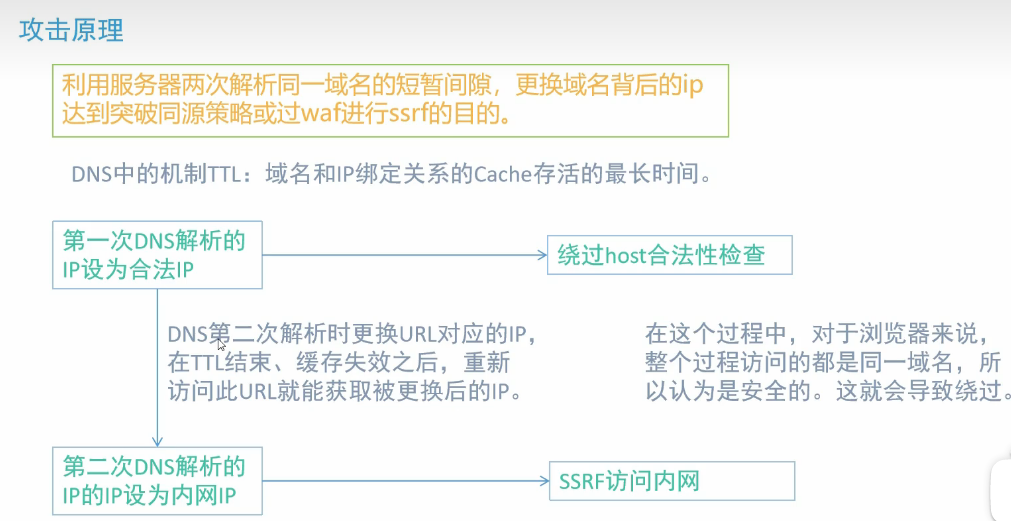 攻击原理
利用服务器两次解析同一域名的短暂间隙，更换域名背后的ip
达到突破同源策略或过waf进行ssrf的目的。
DNS中的机制TTL：域名和IP绑定关系的Cache存活的最长时间。
第一次DNS解析的
IP设为合法IP
绕过host合法性检查
DNS第二次解析时更换URL对应的IP，
在TTL结束、缓存失效之后，重新
访问此URL就能获取被更换后的IP。
在这个过程中，对于浏览器来说，
整个过程访问的都是同一域名，所
以认为是安全的。这就会导致绕过。
第二次DNS解析的
IP的IP设为内网IP
SSRF访问内网